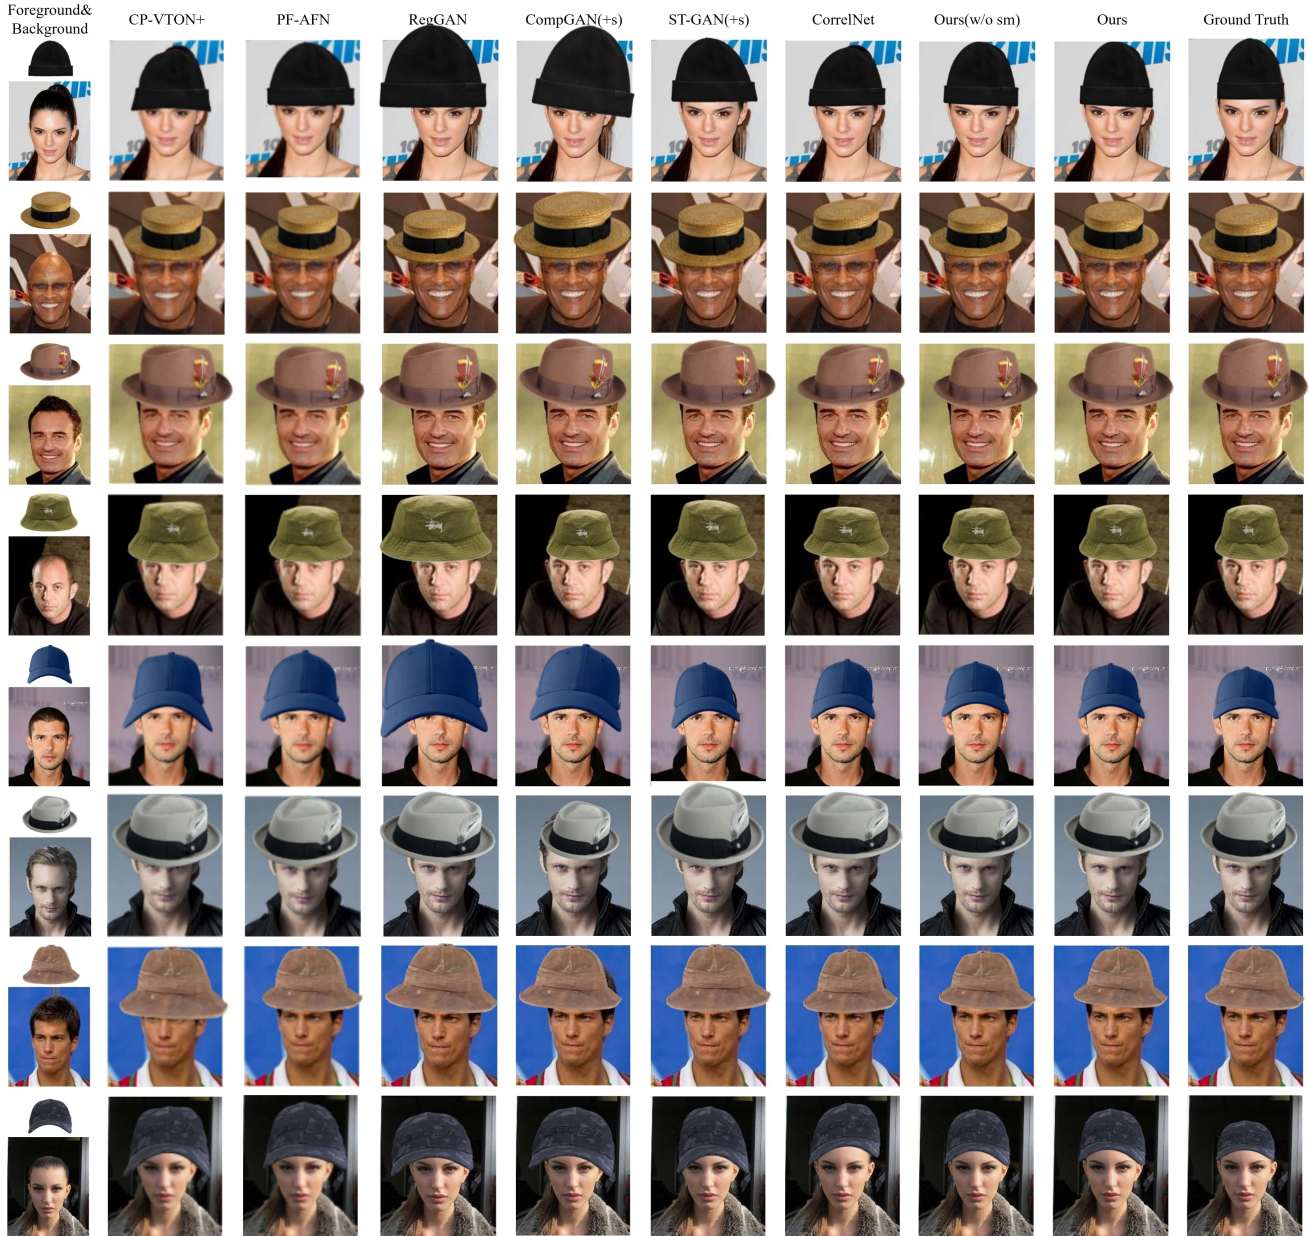 Foreground&
Background
CP-VTON+
PF-AFN
RegGAN
CompGAN(+s)
ST-GAN(+s)
CorrelNet
Ours(w/o sm)
Ours
Ground Truth